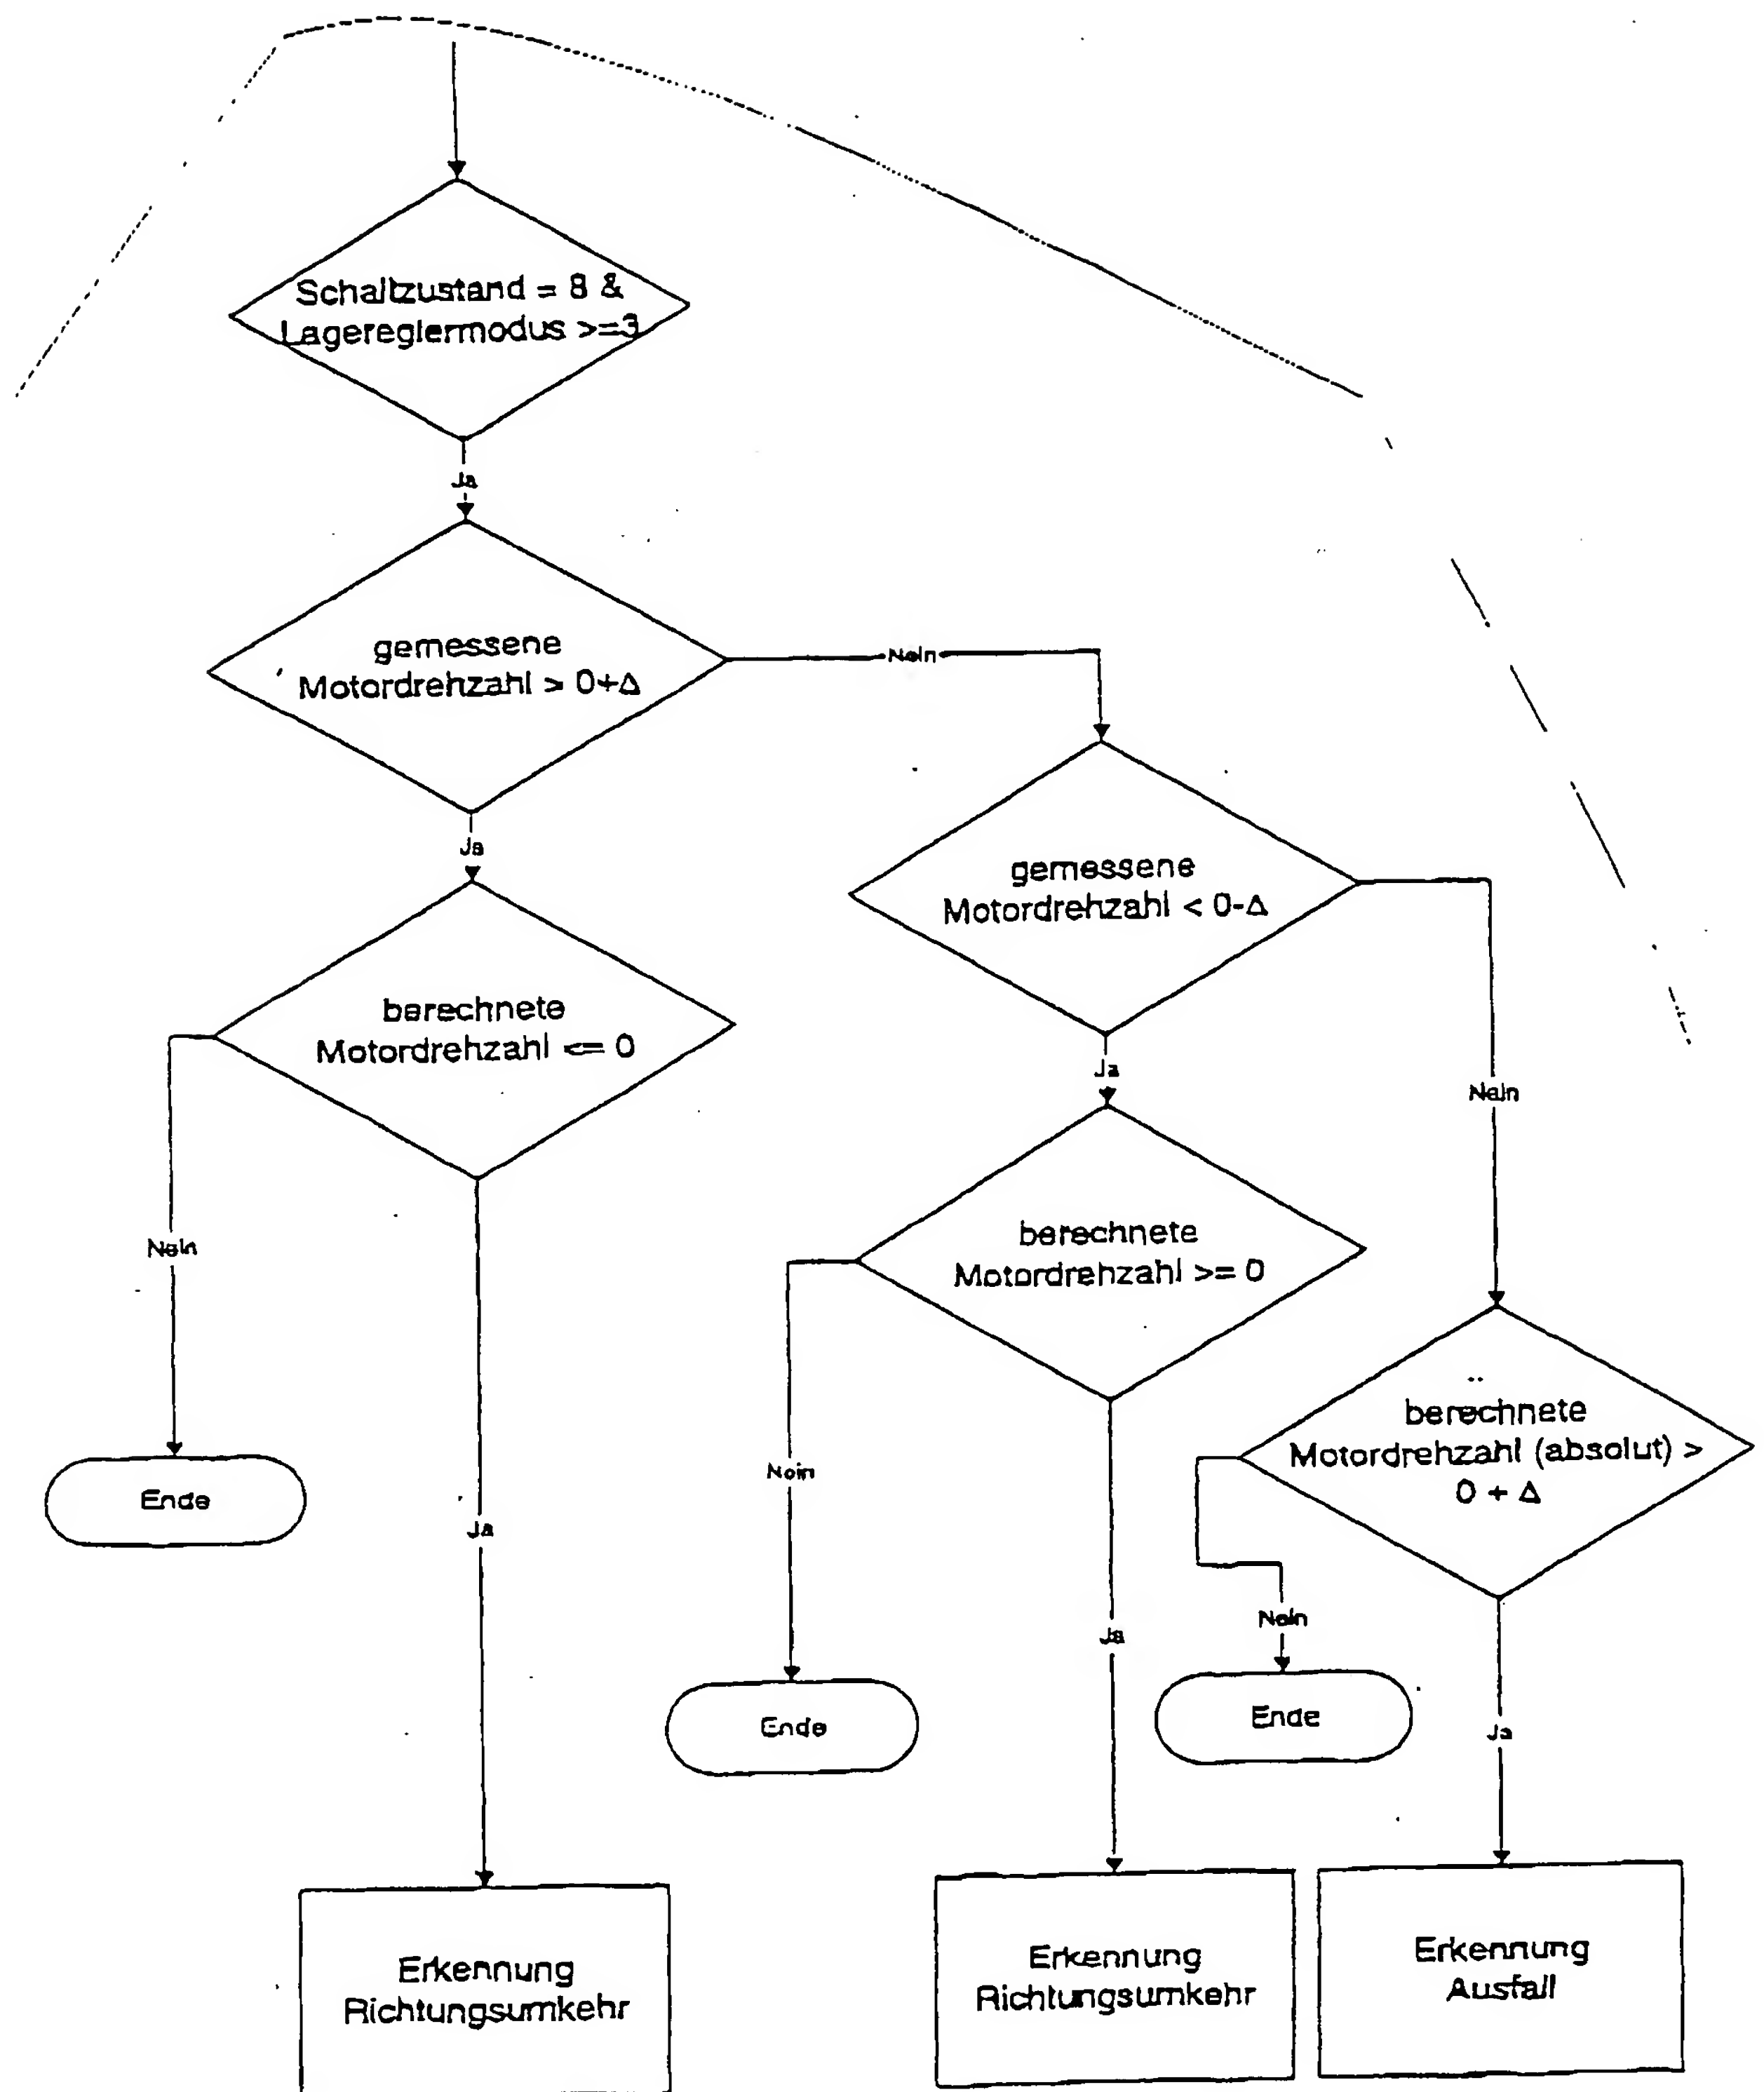 Schaltzustand = 8 &
Lagereglermodus >=3
Ja
gemessene
Motordrehzahl > 0+Δ
Nein
Ja
gemessene
Motordrehzahl < 0-Δ
berechnete
Motordrehzahl <= 0
Ja
Nein
Nein
berechnete
Motordrehzahl >= 0
berechnete
Motordrehzahl (absolut) >
0 + Δ
Nein
Ende
Ja
Nein
Ja
Ende
Nein
Ende
Ja
Erkennung
Richtungsumkehr
Erkennung
Richtungsumkehr
Erkennung
Ausfall